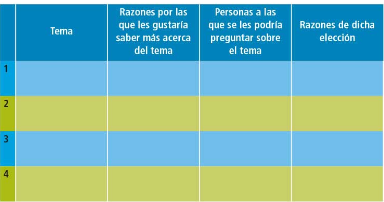 Tema
Razones por las
que les gustaría
saber más acerca
del tema
Personas a las
que se les podría
preguntar sobre
el tema
Razones de dicha
elección
1
2
3
4